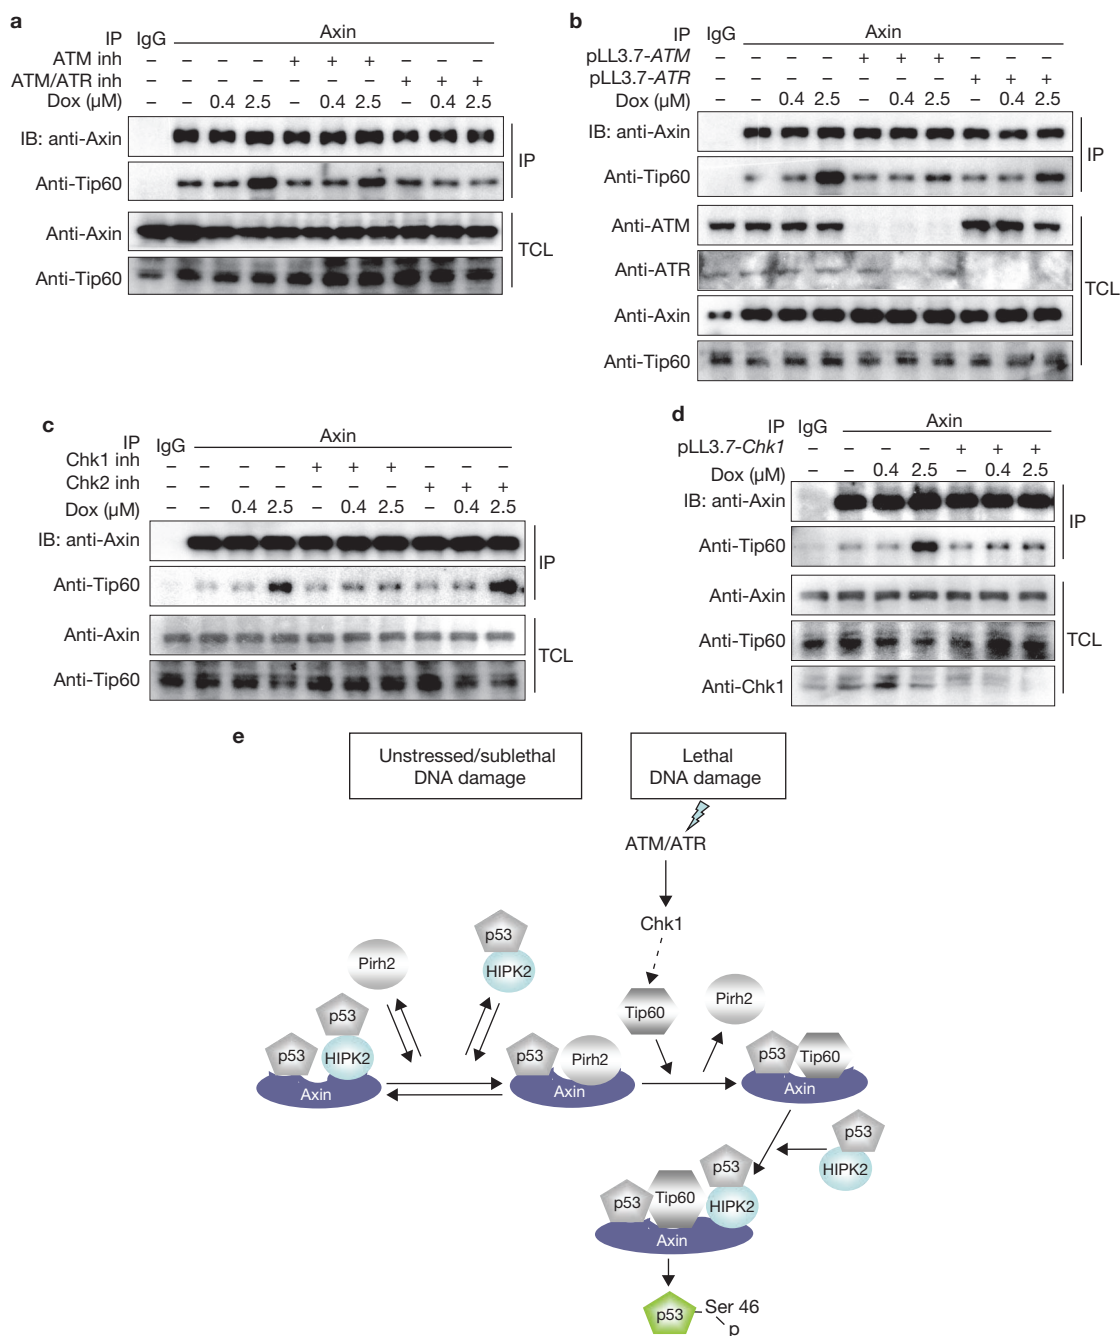 a
IP IgG Axin
ATM inh – – – – + + + – – –
ATM/ATR inh – – – – – – – + + +
Dox (µM) – – 0.4 2.5 – 0.4 2.5 – 0.4 2.5
IB: anti-Axin
Anti-Tip60
IP
Anti-Axin
Anti-Tip60
TCL
b
IP IgG Axin
pLL3.7-ATM – – – – + + + – – –
pLL3.7-ATR – – – – – – – + + +
Dox (µM) – – 0.4 2.5 – 0.4 2.5 – 0.4 2.5
IB: anti-Axin
Anti-Tip60
IP
Anti-ATM
Anti-ATR
Anti-Axin
Anti-Tip60
TCL
c
IP IgG Axin
Chk1 inh – – – – + + + – – –
Chk2 inh – – – – – – – + + +
Dox (µM) – – 0.4 2.5 – 0.4 2.5 – 0.4 2.5
IB: anti-Axin
Anti-Tip60
IP
Anti-Axin
Anti-Tip60
TCL
d
IP IgG Axin
pLL3.7-Chk1 – – – – + + +
Dox (µM) – – 0.4 2.5 – 0.4 2.5
IB: anti-Axin
Anti-Tip60
IP
Anti-Axin
Anti-Tip60
Anti-Chk1
TCL
e
Unstressed/sublethal
DNA damage
Lethal
DNA damage
ATM/ATR
Chk1
p53
HIPK2
Pirh2
Tip60
Pirh2
p53
p53
HIPK2
Axin
p53
Pirh2
Axin
p53
Tip60
Axin
p53
HIPK2
p53
Tip60
p53
HIPK2
Axin
p53
Ser 46
p